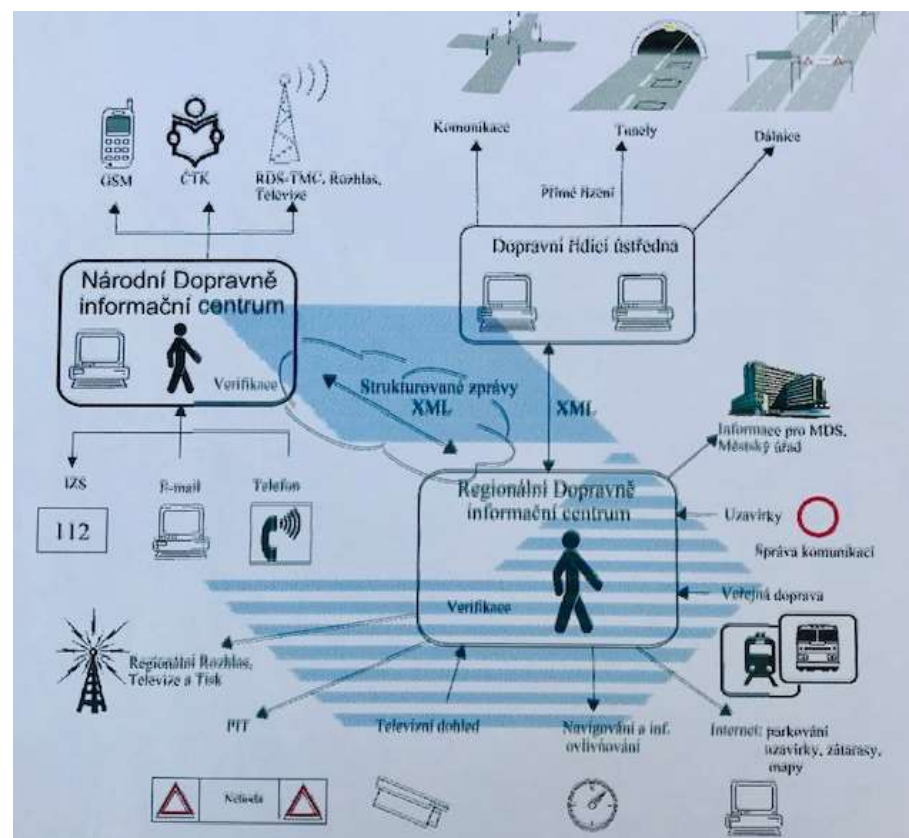 Komunikace
Tunely
Dálnice
GSM
ČTK
RDS-TMC, Rozhlas,
Televize
Přímé řízení
Dopravní řídicí ústředna
Národní Dopravně
informační centrum
Verifikace
Strukturované zprávy
XML
XML
Informace pro MDS,
Městský úřad
IZS
E-mail
Telefon
112
Regionální Dopravně
informační centrum
Uzavírky
Správa komunikací
Verifikace
Veřejná doprava
Regionální Rozhlas,
Televize a Tisk
PIT
Televizní dohled
Navigování a inf.
ovlivňování
Internet: parkování
uzavírky, zátarasy,
mapy
Nehoda